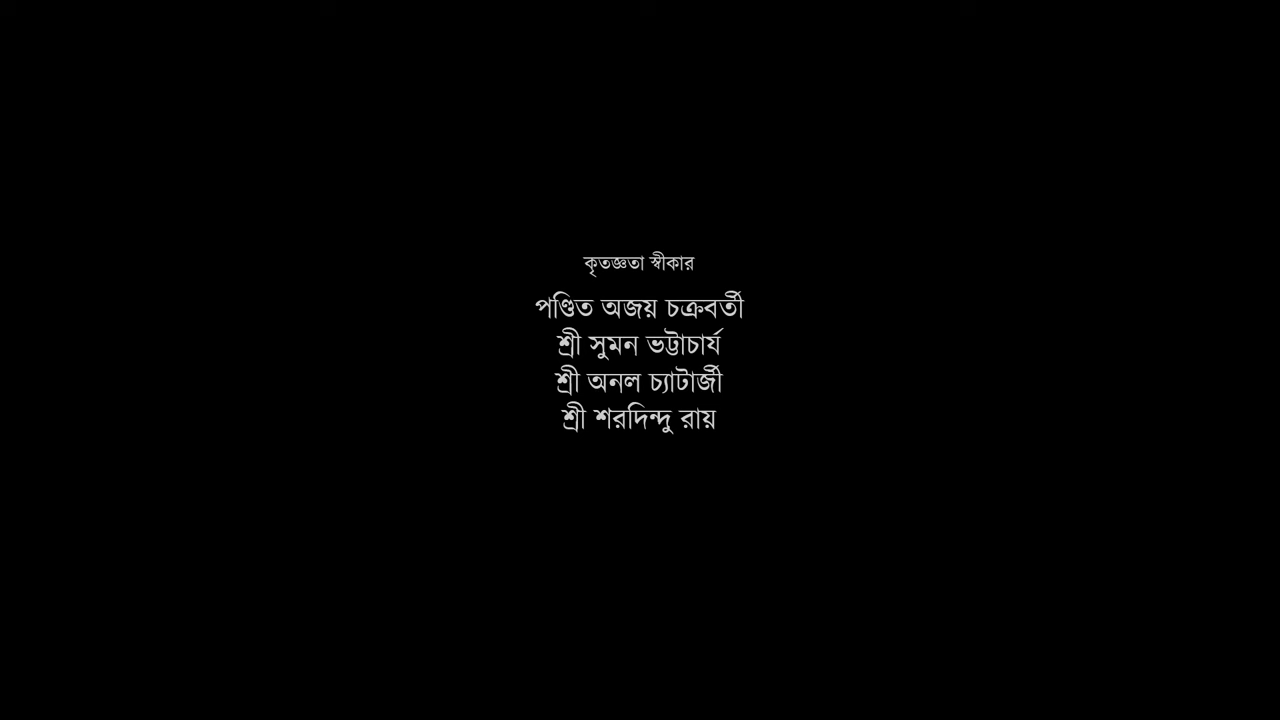 কৃতজ্ঞতা স্বীকার
পণ্ডিত অজয় চক্রবর্তী
শ্রী সুমন ভট্টাচার্য
শ্রী অনল চ্যাটার্জী
শ্রী শরদিন্দু রায়